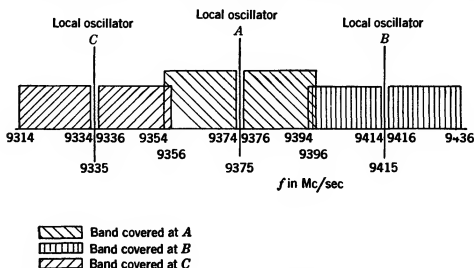 Local oscillator
C
Local oscillator
A
Local oscillator
B
9314 9334 9336 9354 9374 9376 9394 9414 9416 9436
9356 9396
9335 9375 9415
f in Mc/sec
Band covered at A
Band covered at B
Band covered at C